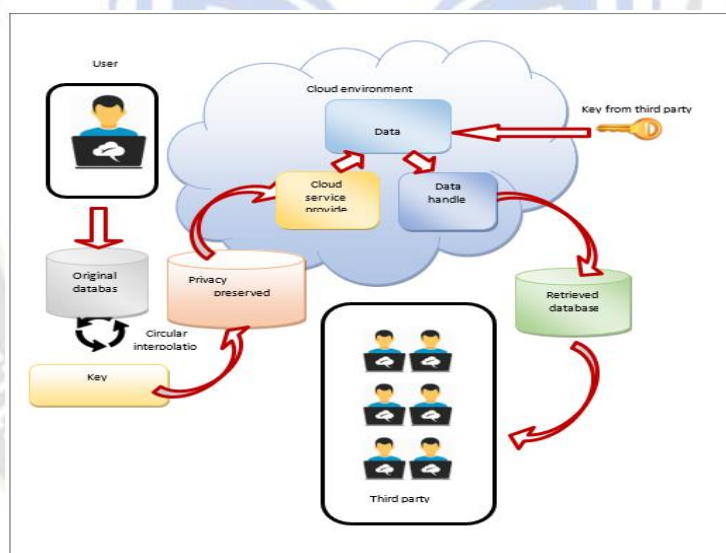 User
Cloud environment
Data
Key from third party
Cloud
service
provide
Data
handle
Original
databas
Privacy
preserved
Retrieved
database
Circular
interpolatio
Key
Third party